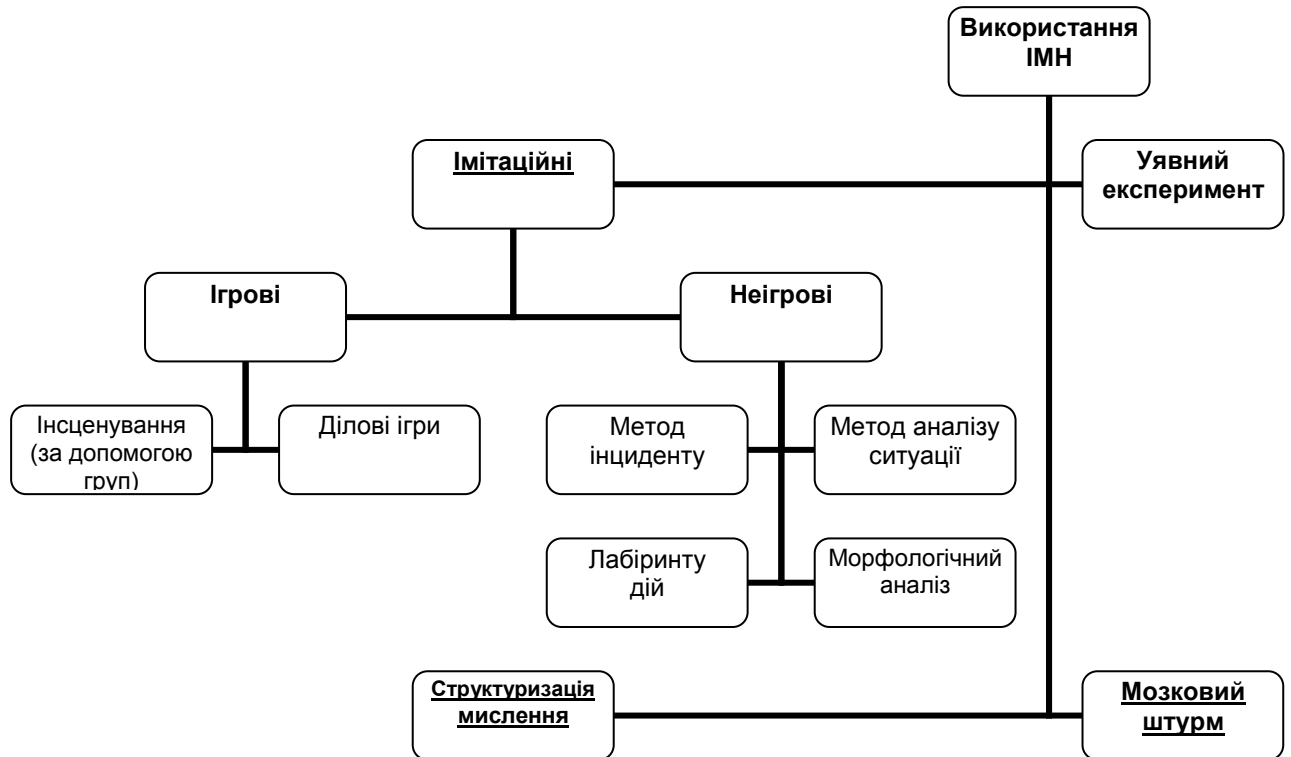 Використання
ІМН
Імітаційні
Уявний
експеримент
Ігрові
Неігрові
Інсценування
(за допомогою
груп)
Ділові ігри
Метод
інциденту
Метод аналізу
ситуації
Лабіринту
дій
Морфологічний
аналіз
Структуризація
мислення
Мозковий
штурм